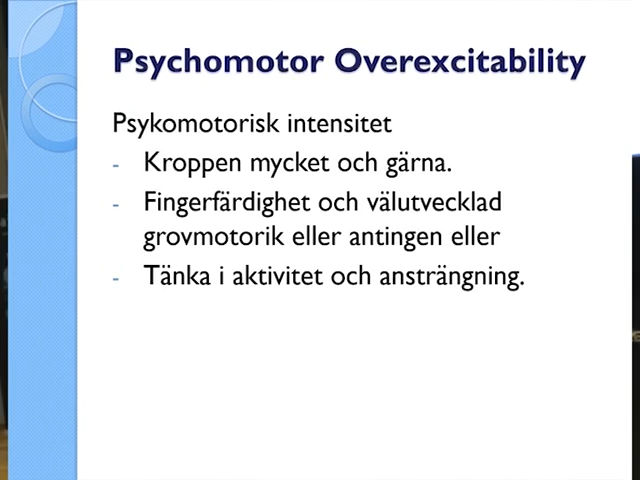 Psychomotor Overexcitability
Psykomotorisk intensitet
- Kroppen mycket och gärna.
- Fingerfärdighet och välutvecklad
grovmotorik eller antingen eller
- Tänka i aktivitet och ansträngning.